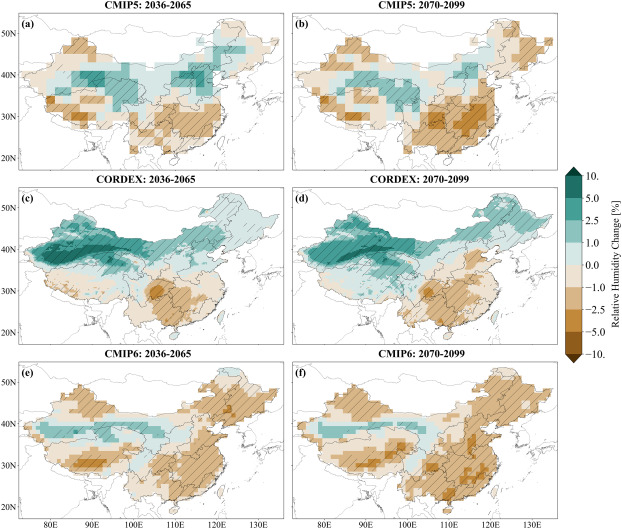 CMIP5: 2036-2065 CMIP5: 2070-2099
(a) (b)
50N
40N
30N
20N
CORDEX: 2036-2065 CORDEX: 2070-2099
(c) (d)
50N
40N
30N
20N
CMIP6: 2036-2065 CMIP6: 2070-2099
(e) (f)
50N
40N
30N
20N
80E 90E 100E 110E 120E 130E 80E 90E 100E 110E 120E 130E
10.
5.0
2.5
1.0
0.0
−1.0
−2.5
−5.0
−10.
Relative Humidity Change [%]